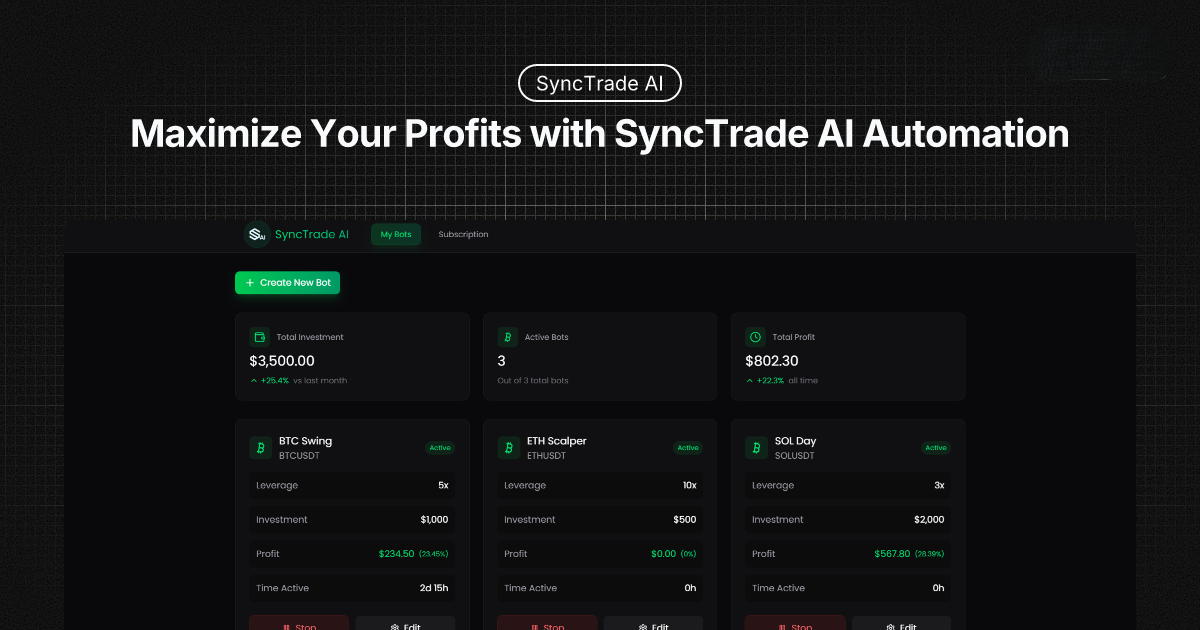 SyncTrade AI
Maximize Your Profits with SyncTrade AI Automation
AI SyncTrade AI My Bots Subscription
+ Create New Bot
Total Investment
$3,500.00
+25.4% vs last month
Active Bots
3
Out of 3 total bots
Total Profit
$802.30
+22.3% all time
BTC Swing
BTCUSDT
Active
Leverage 5x
Investment $1,000
Profit $234.50 (23.45%)
Time Active 2d 15h
Stop Edit
ETH Scalper
ETHUSDT
Active
Leverage 10x
Investment $500
Profit $0.00 (0%)
Time Active 0h
Stop Edit
SOL Day
SOLUSDT
Active
Leverage 3x
Investment $2,000
Profit $567.80 (28.39%)
Time Active 0h
Stop Edit